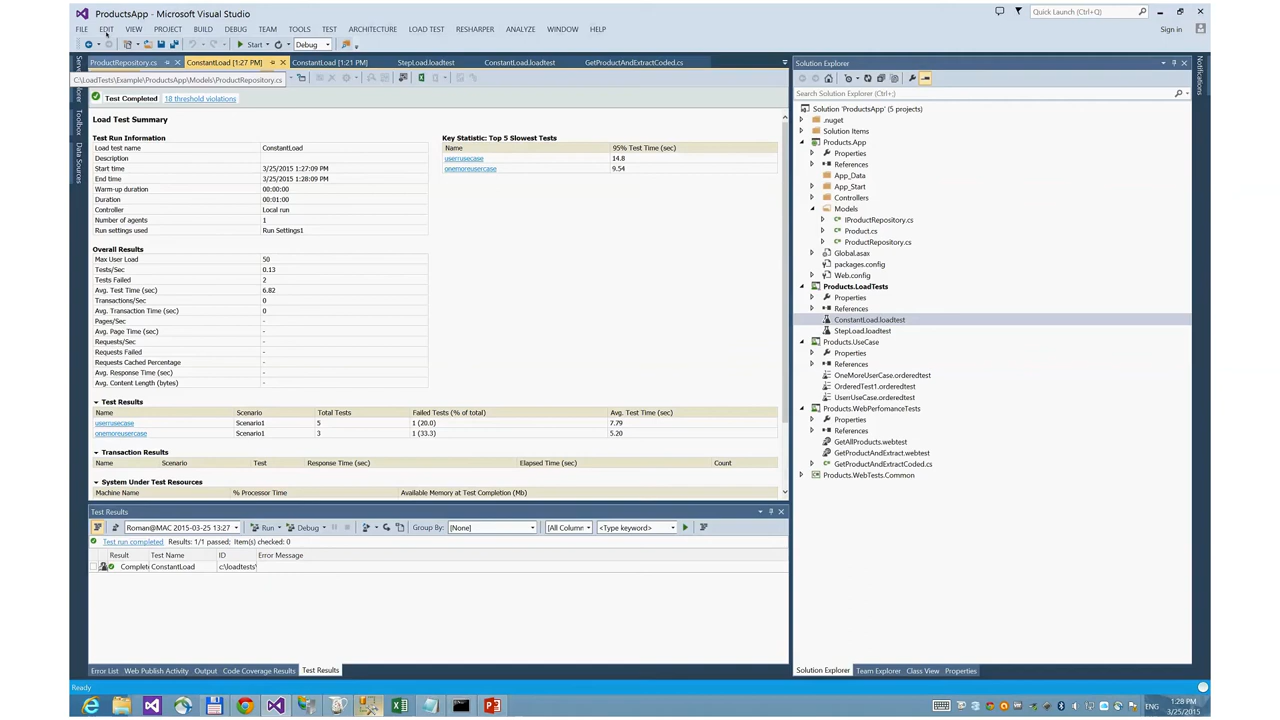 ProductsApp - Microsoft Visual Studio
Quick Launch (Ctrl+;)
FILE EDIT VIEW PROJECT BUILD DEBUG TEAM TOOLS TEST ARCHITECTURE LOAD TEST RESHARPER ANALYZE WINDOW HELP
Sign in
Start Debug
ProductRepository.cs ConstantLoad [1:27 PM] ConstantLoad [1:21 PM] StepLoad.loadtest ConstantLoad.loadtest GetProductAndExtractCoded.cs
C:\LoadTests\Example\ProductsApp\Models\ProductRepository.cs
Test Completed 18 threshold violations
Load Test Summary
Test Run Information
Load test name ConstantLoad
Description
Start time 3/25/2015 1:27:09 PM
End time 3/25/2015 1:28:09 PM
Warm-up duration 00:00:00
Duration 00:01:00
Controller Local run
Number of agents 1
Run settings used Run Settings1
Key Statistic: Top 5 Slowest Tests
Name 95% Test Time (sec)
userrusecase 14.8
onemoreusercase 9.54
Overall Results
Max User Load 50
Tests/Sec 0.13
Tests Failed 2
Avg. Test Time (sec) 6.82
Transactions/Sec 0
Avg. Transaction Time (sec) 0
Pages/Sec -
Avg. Page Time (sec) -
Requests/Sec -
Requests Failed -
Requests Cached Percentage -
Avg. Response Time (sec) -
Avg. Content Length (bytes) -
Test Results
Name Scenario Total Tests Failed Tests (% of total) Avg. Test Time (sec)
userrusecase Scenario1 5 1 (20.0) 7.79
onemoreusercase Scenario1 3 1 (33.3) 5.20
Transaction Results
Name Scenario Test Response Time (sec) Elapsed Time (sec) Count
System Under Test Resources
Machine Name % Processor Time Available Memory at Test Completion (Mb)
Test Results
Roman@MAC 2015-03-25 13:27 Run Debug Group By: [None] [All Column <Type keyword>
Test run completed Results: 1/1 passed; Item(s) checked: 0
Result Test Name ID Error Message
Complet ConstantLoad c:\loadtests\
Error List Web Publish Activity Output Code Coverage Results Test Results
Toolbox
Data Sources
Solution Explorer
Search Solution Explorer (Ctrl+;)
Solution 'ProductsApp' (5 projects)
.nuget
Solution Items
Products.App
Properties
References
App_Data
App_Start
Controllers
Models
IProductRepository.cs
Product.cs
ProductRepository.cs
Global.asax
packages.config
Web.config
Products.LoadTests
Properties
References
ConstantLoad.loadtest
StepLoad.loadtest
Products.UseCase
Properties
References
OneMoreUserCase.orderedtest
OrderedTest1.orderedtest
UserrUseCase.orderedtest
Products.WebPerfomanceTests
Properties
References
GetAllProducts.webtest
GetProductAndExtract.webtest
GetProductAndExtractCoded.cs
Products.WebTests.Common
Solution Explorer Team Explorer Class View Properties
Notifications
Ready
ENG
1:28 PM
3/25/2015